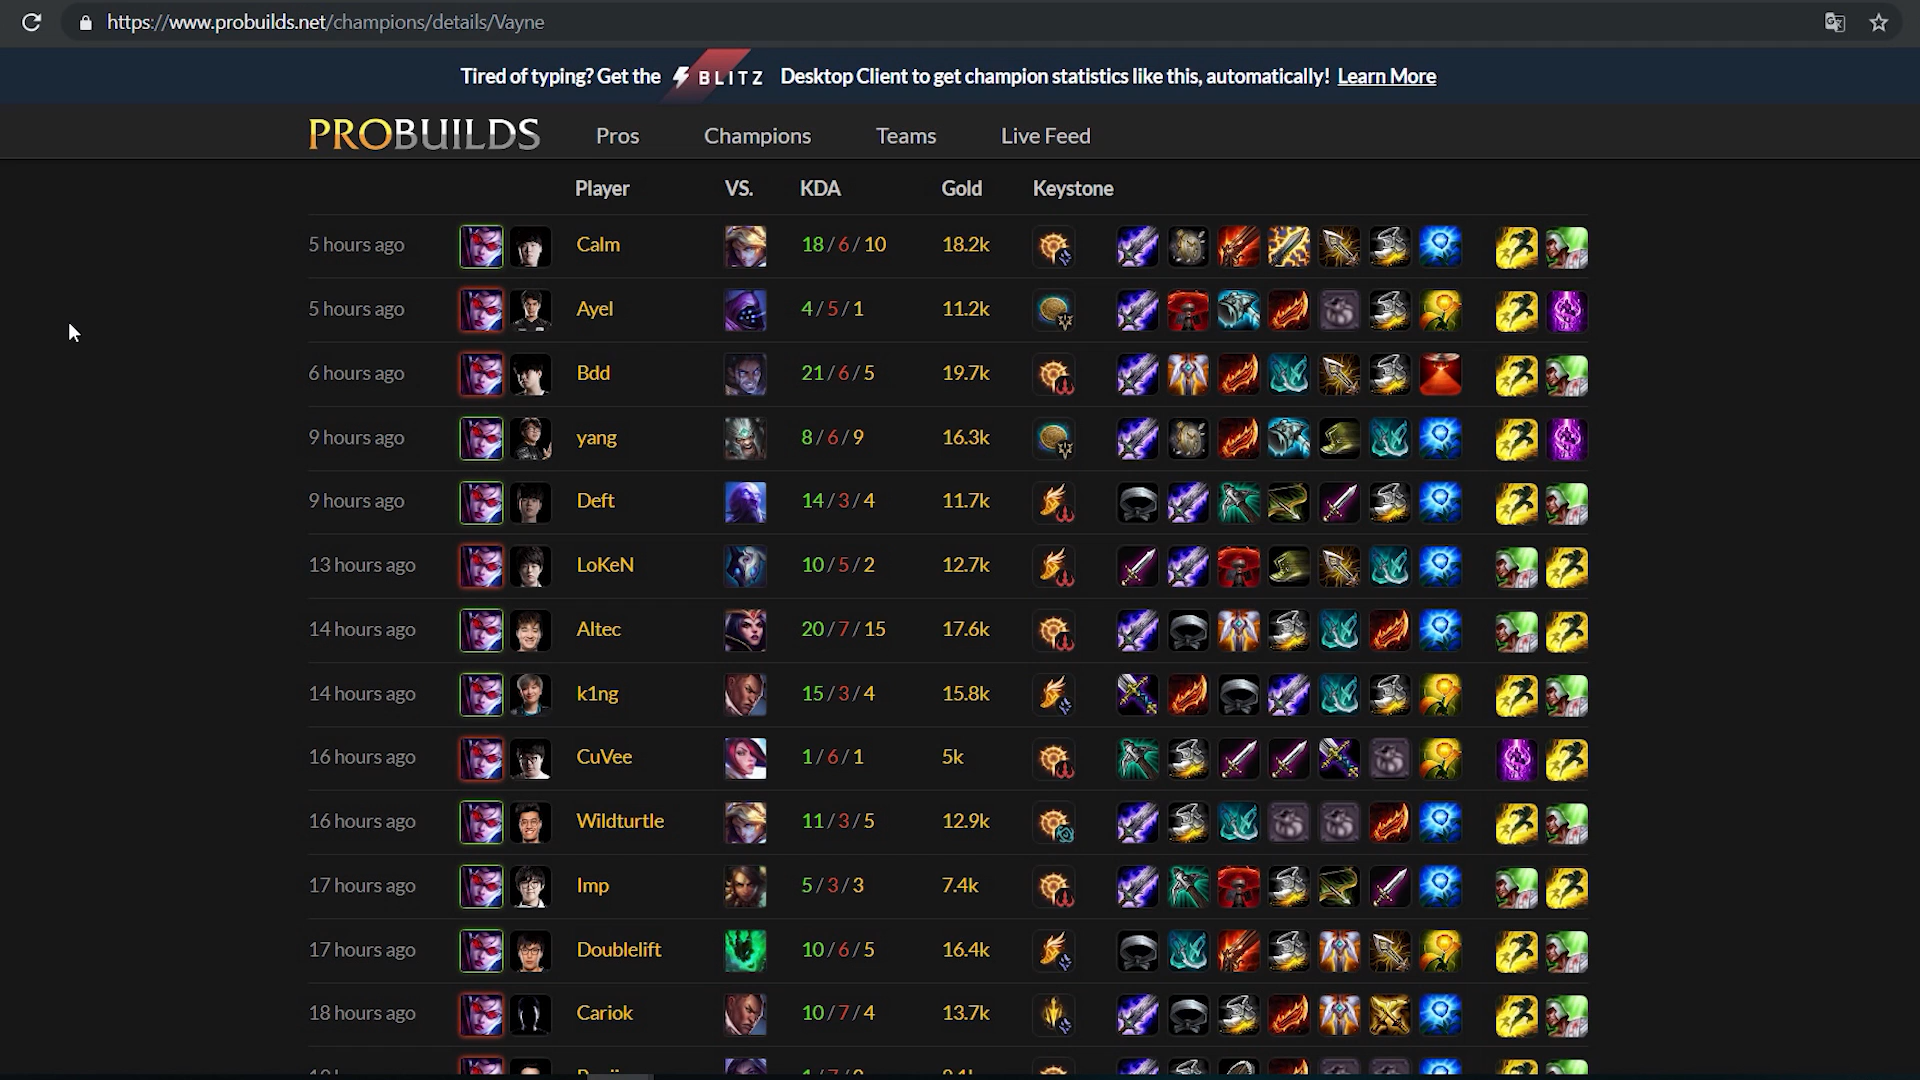 https://www.probuilds.net/champions/details/Vayne
Tired of typing? Get the BLITZ Desktop Client to get champion statistics like this, automatically! Learn More
PROBUILDS Pros Champions Teams Live Feed
Player VS. KDA Gold Keystone
5 hours ago Calm 18 / 6 / 10 18.2k
5 hours ago Ayel 4 / 5 / 1 11.2k
6 hours ago Bdd 21 / 6 / 5 19.7k
9 hours ago yang 8 / 6 / 9 16.3k
9 hours ago Deft 14 / 3 / 4 11.7k
13 hours ago LoKeN 10 / 5 / 2 12.7k
14 hours ago Altec 20 / 7 / 15 17.6k
14 hours ago k1ng 15 / 3 / 4 15.8k
16 hours ago CuVee 1 / 6 / 1 5k
16 hours ago Wildturtle 11 / 3 / 5 12.9k
17 hours ago Imp 5 / 3 / 3 7.4k
17 hours ago Doublelift 10 / 6 / 5 16.4k
18 hours ago Cariok 10 / 7 / 4 13.7k